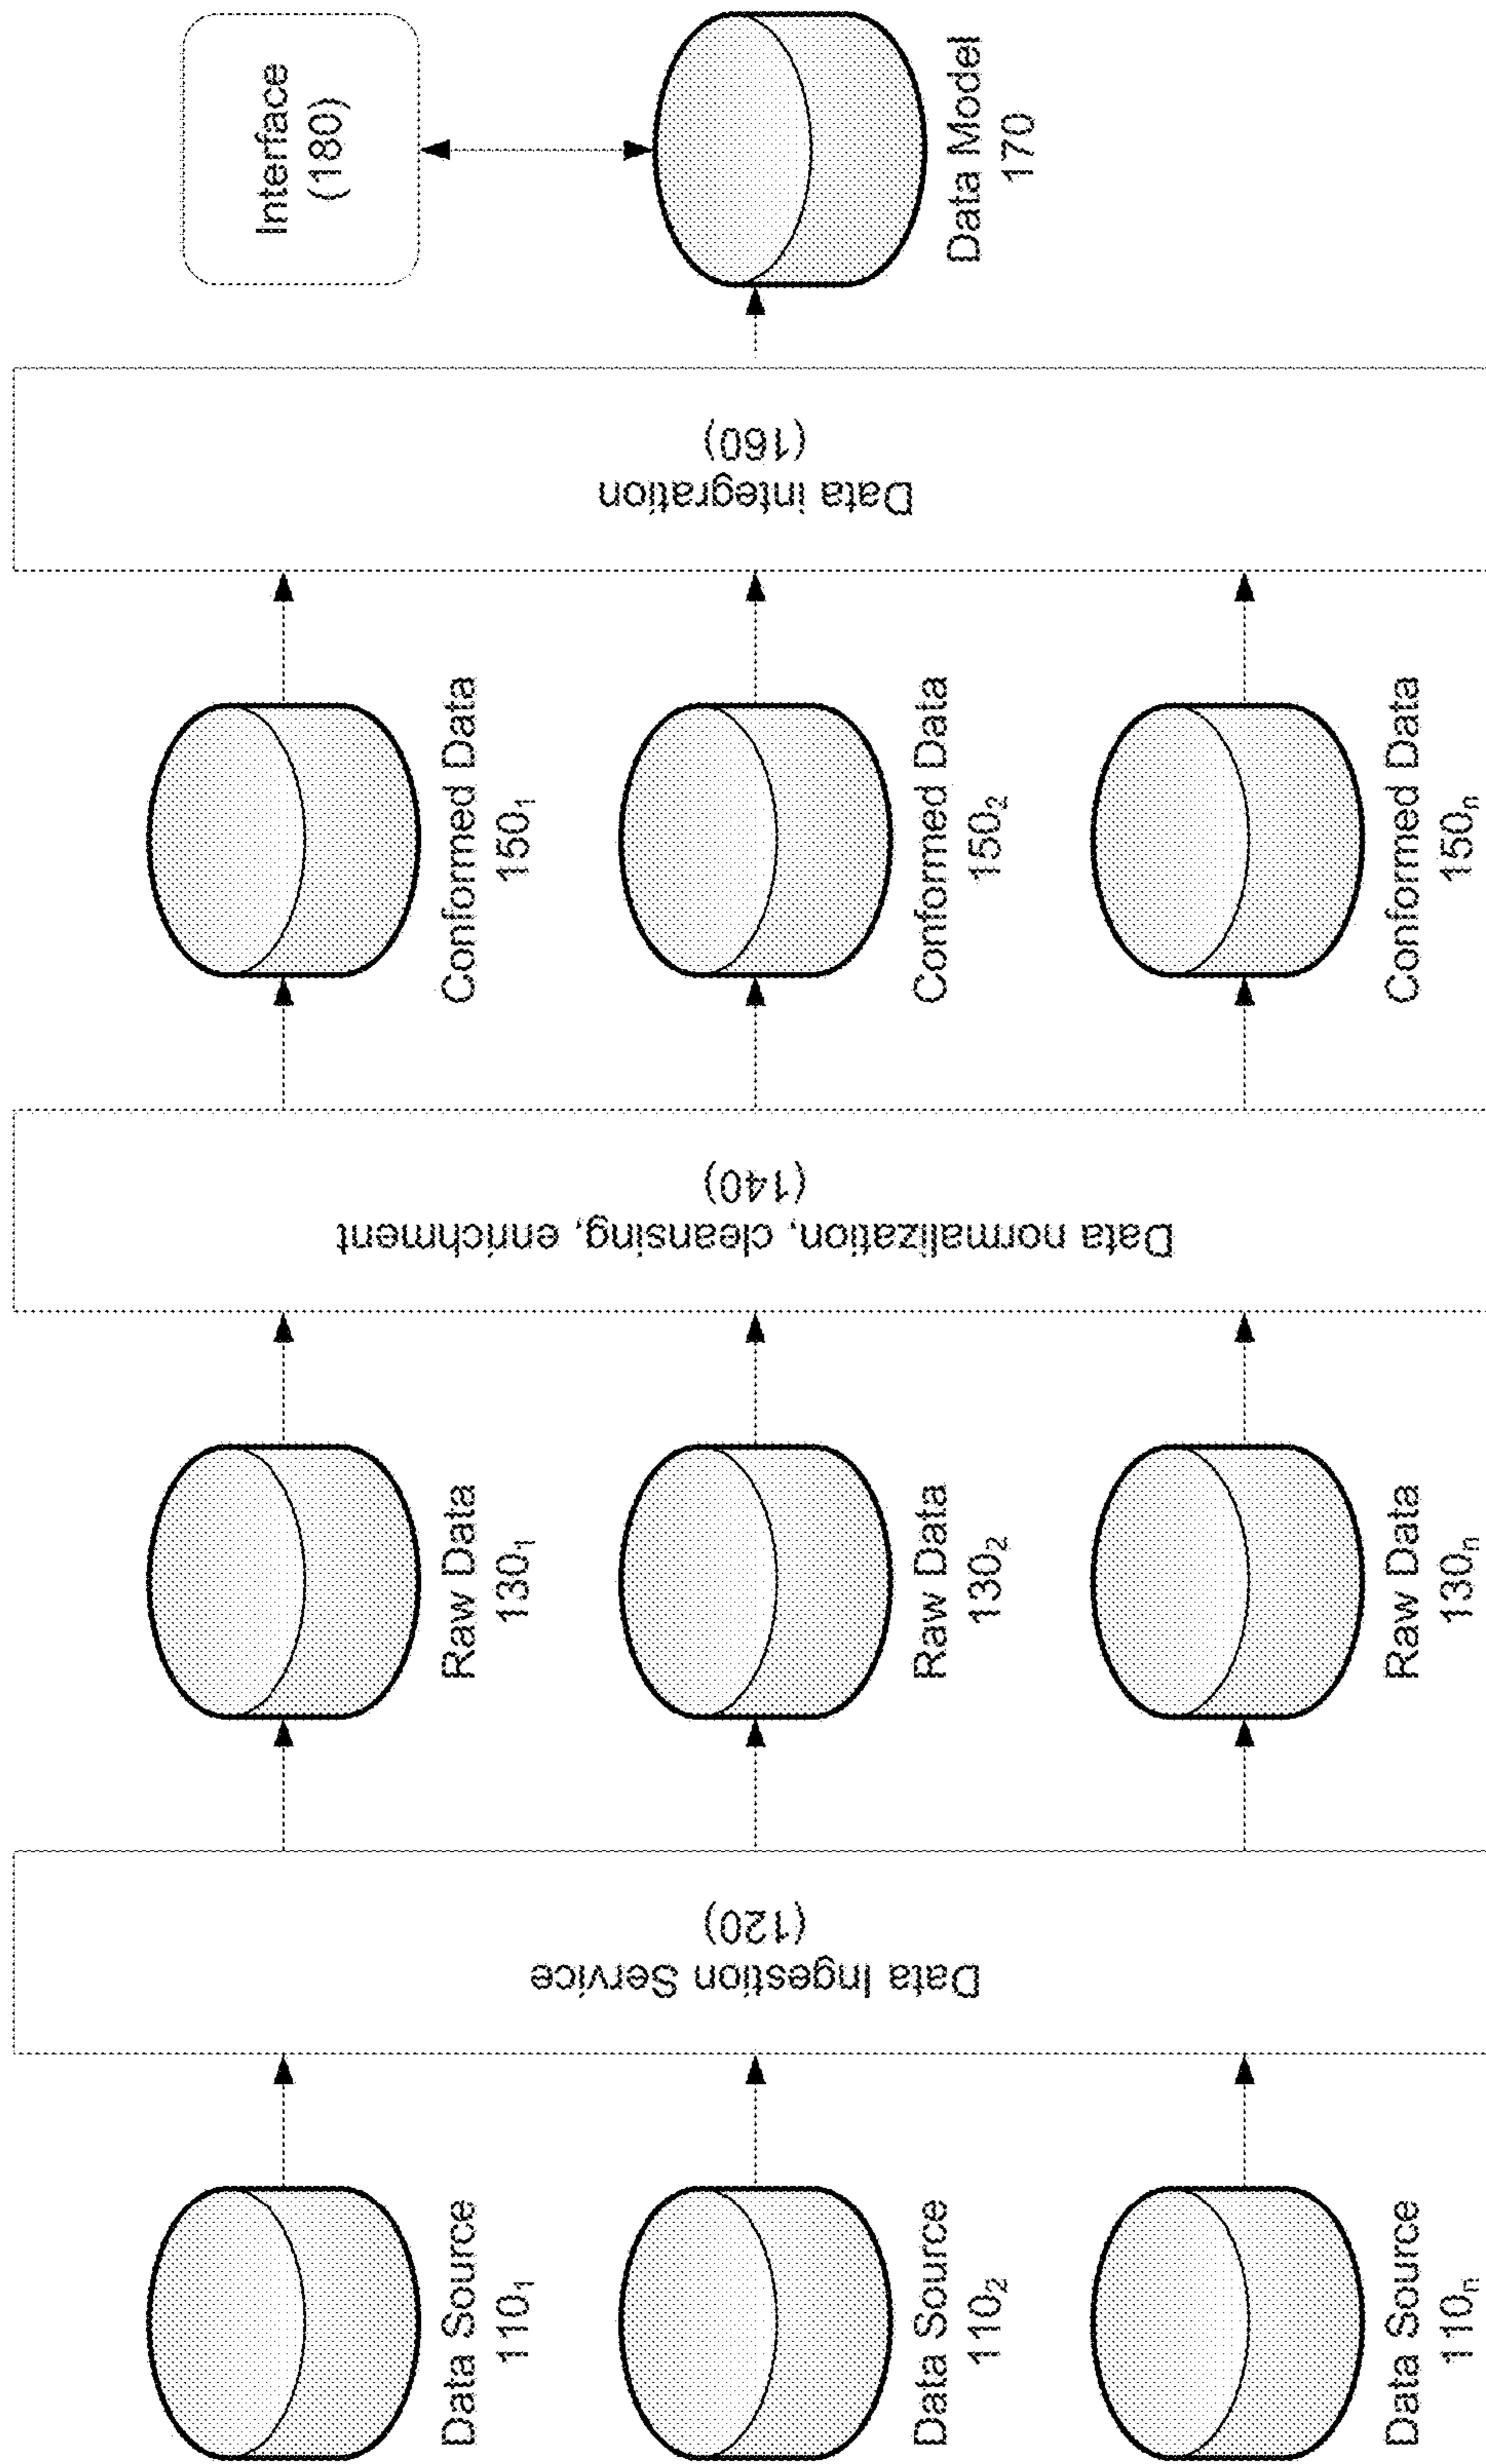 Data Source
110₁
Data Source
110₂
Data Source
110ₙ
Data Ingestion Service
(120)
Raw Data
130₁
Raw Data
130₂
Raw Data
130ₙ
Data normalization, cleansing, enrichment
(140)
Conformed Data
150₁
Conformed Data
150₂
Conformed Data
150ₙ
Data integration
(160)
Interface
(180)
Data Model
170